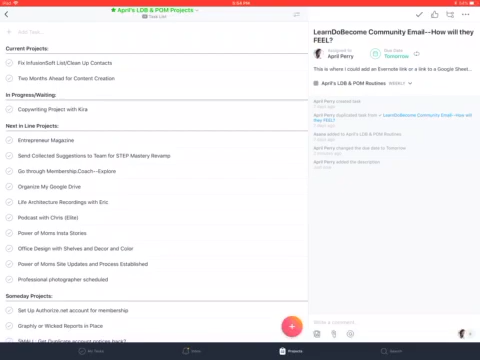 iPad
5:55 PM
April's LDB & POM Projects
Task List
Add Task...
Current Projects:
Fix InfusionSoft List/Clean Up Contacts
Two Months Ahead for Content Creation
In Progress/Waiting:
Copywriting Project with Kira
Next in Line Projects:
Entrepreneur Magazine
Send Collected Suggestions to Team for STEP Mastery Revamp
Go through Membership.Coach--Explore
Organize My Google Drive
Life Architecture Recordings with Eric
Podcast with Chris (Elite)
Power of Moms Insta Stories
Office Design with Shelves and Decor and Color
Power of Moms Site Updates and Process Established
Professional photographer scheduled
Someday Projects:
Set Up Authorize.net account for membership
Graphly or Wicked Reports in Place
LearnDoBecome Community Email--How will they
FEEL?
Assigned to
April Perry
Due Date
Tomorrow
This is where I could add an Evernote link or a link to a Google Sheet...
April's LDB & POM Routines WEEKLY
April Perry created task
April Perry duplicated task from LearnDoBecome Community Email--How will they
FEEL?
Asana added to April's LDB & POM Routines
April Perry changed the due date to Tomorrow
April Perry added the description
Just now
Write a comment...
My Tasks
Inbox
Projects
Search